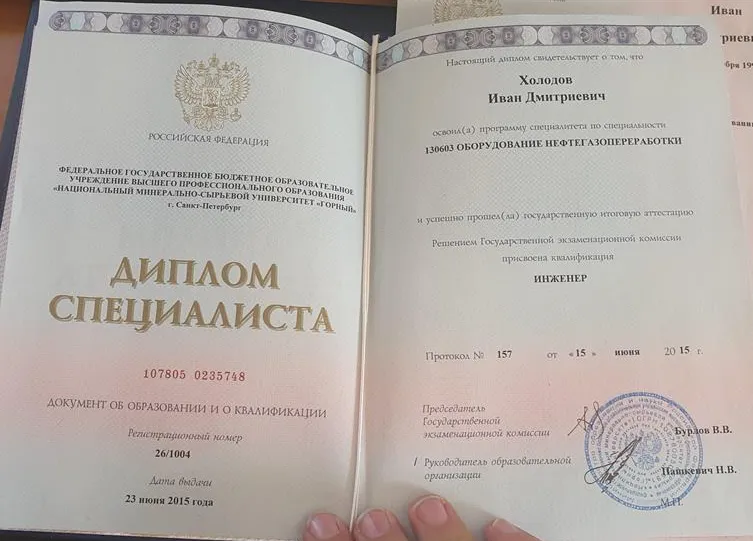 РОССИЙСКАЯ ФЕДЕРАЦИЯ
ФЕДЕРАЛЬНОЕ ГОСУДАРСТВЕННОЕ БЮДЖЕТНОЕ ОБРАЗОВАТЕЛЬНОЕ
УЧРЕЖДЕНИЕ ВЫСШЕГО ПРОФЕССИОНАЛЬНОГО ОБРАЗОВАНИЯ
«НАЦИОНАЛЬНЫЙ МИНЕРАЛЬНО-СЫРЬЕВОЙ УНИВЕРСИТЕТ «ГОРНЫЙ»
г. Санкт-Петербург
ДИПЛОМ
СПЕЦИАЛИСТА
107805 0235748
ДОКУМЕНТ ОБ ОБРАЗОВАНИИ И О КВАЛИФИКАЦИИ
Регистрационный номер
26/1004
Дата выдачи
23 июня 2015 года
Настоящий диплом свидетельствует о том, что
Холодов
Иван Дмитриевич
освоил(а) программу специалитета по специальности
130603 ОБОРУДОВАНИЕ НЕФТЕГАЗОПЕРЕРАБОТКИ
и успешно прошел(ла) государственную итоговую аттестацию
Решением Государственной экзаменационной комиссии
присвоена квалификация
ИНЖЕНЕР
Протокол № 157 от «15» июня 2015 г.
Председатель
Государственной
экзаменационной комиссии
Бурлов В.В.
/ Руководитель образовательной
организации
Пашкевич Н.В.
М.П.
Иван